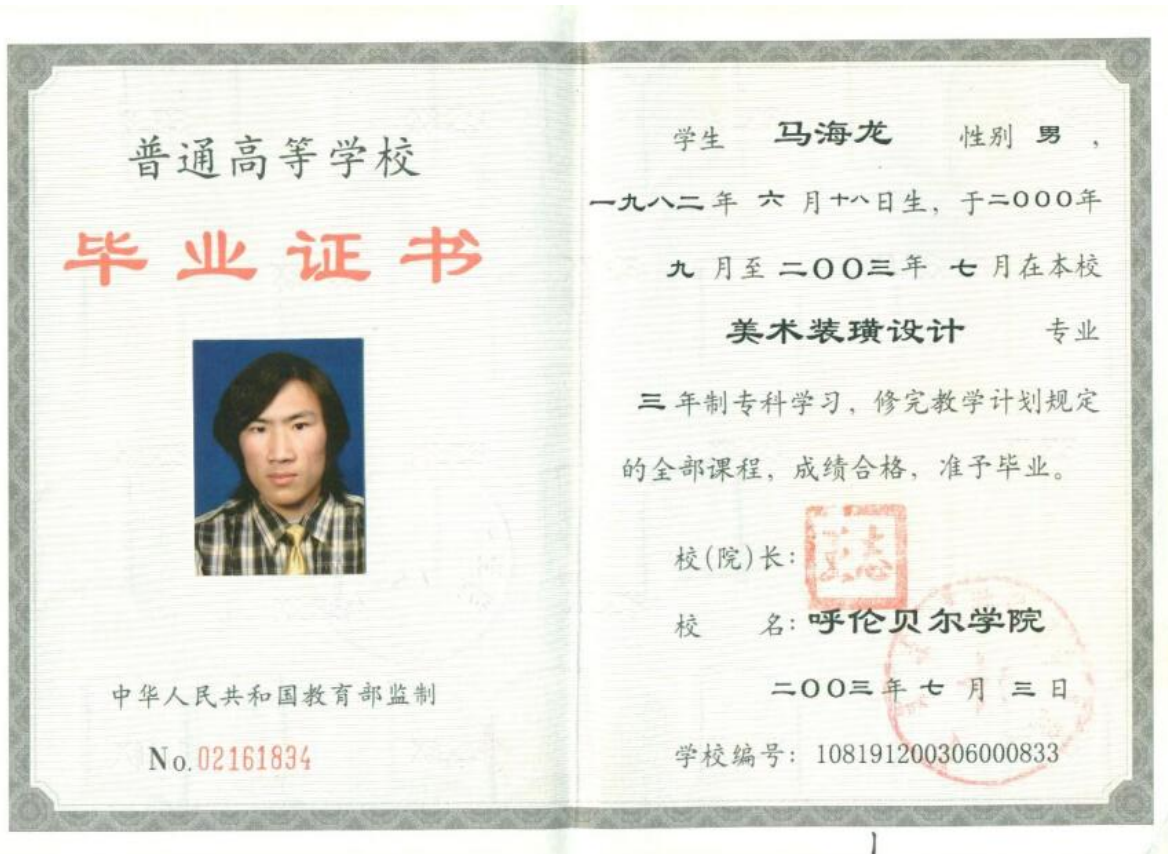 普通高等学校
毕业证书
中华人民共和国教育部监制
No.02161834
学生 马海龙 性别 男，
一九八二年 六 月十八日生，于二000年
九 月至 二00三年 七 月在本校
美术装璜设计 专业
三 年制专科学习，修完教学计划规定
的全部课程，成绩合格，准予毕业。
校(院)长：
校 名：呼伦贝尔学院
二00三年 七 月 三 日
学校编号：108191200306000833